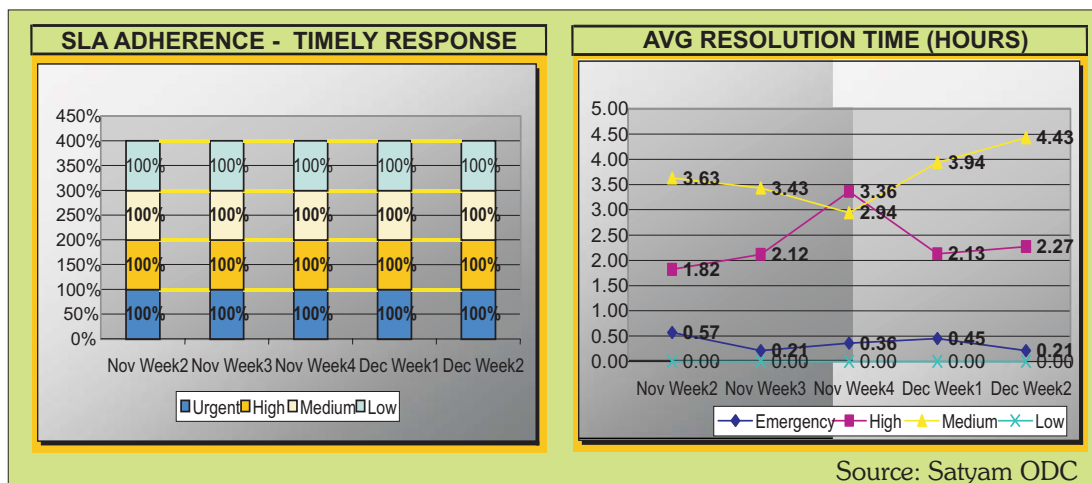 SLA ADHERENCE - TIMELY RESPONSE
450%
400%
350%
300%
250%
200%
150%
100%
50%
0%
100% 100% 100% 100% 100%
100% 100% 100% 100% 100%
100% 100% 100% 100% 100%
100% 100% 100% 100% 100%
Nov Week2 Nov Week3 Nov Week4 Dec Week1 Dec Week2
Urgent High Medium Low
AVG RESOLUTION TIME (HOURS)
5.00
4.50
4.00
3.50
3.00
2.50
2.00
1.50
1.00
0.50
0.00
3.63 3.43 2.94 3.94 4.43
1.82 2.12 3.36 2.13 2.27
0.57 0.21 0.36 0.45 0.21
0.00 0.00 0.00 0.00 0.00
Nov Week2 Nov Week3 Nov Week4 Dec Week1 Dec Week2
Emergency High Medium Low
Source: Satyam ODC